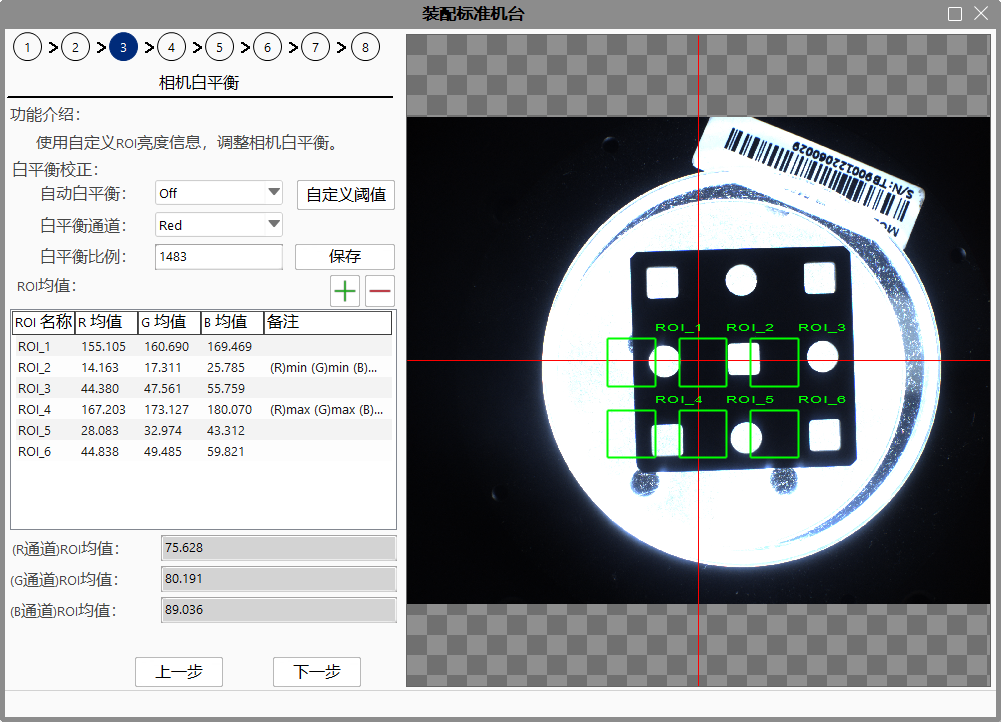 装配标准机台
1 > 2 > 3 > 4 > 5 > 6 > 7 > 8
相机白平衡
功能介绍：
使用自定义ROI亮度信息，调整相机白平衡。
白平衡校正：
自动白平衡： Off 自定义阈值
白平衡通道： Red
白平衡比例： 1483 保存
ROI均值：
ROI 名称 R 均值 G 均值 B 均值 备注
ROI_1 155.105 160.690 169.469
ROI_2 14.163 17.311 25.785 (R)min (G)min (B)...
ROI_3 44.380 47.561 55.759
ROI_4 167.203 173.127 180.070 (R)max (G)max (B)...
ROI_5 28.083 32.974 43.312
ROI_6 44.838 49.485 59.821
(R通道)ROI均值： 75.628
(G通道)ROI均值： 80.191
(B通道)ROI均值： 89.036
上一步 下一步
S/N:TB900122060029
ROI_1 ROI_2 ROI_3
ROI_4 ROI_5 ROI_6